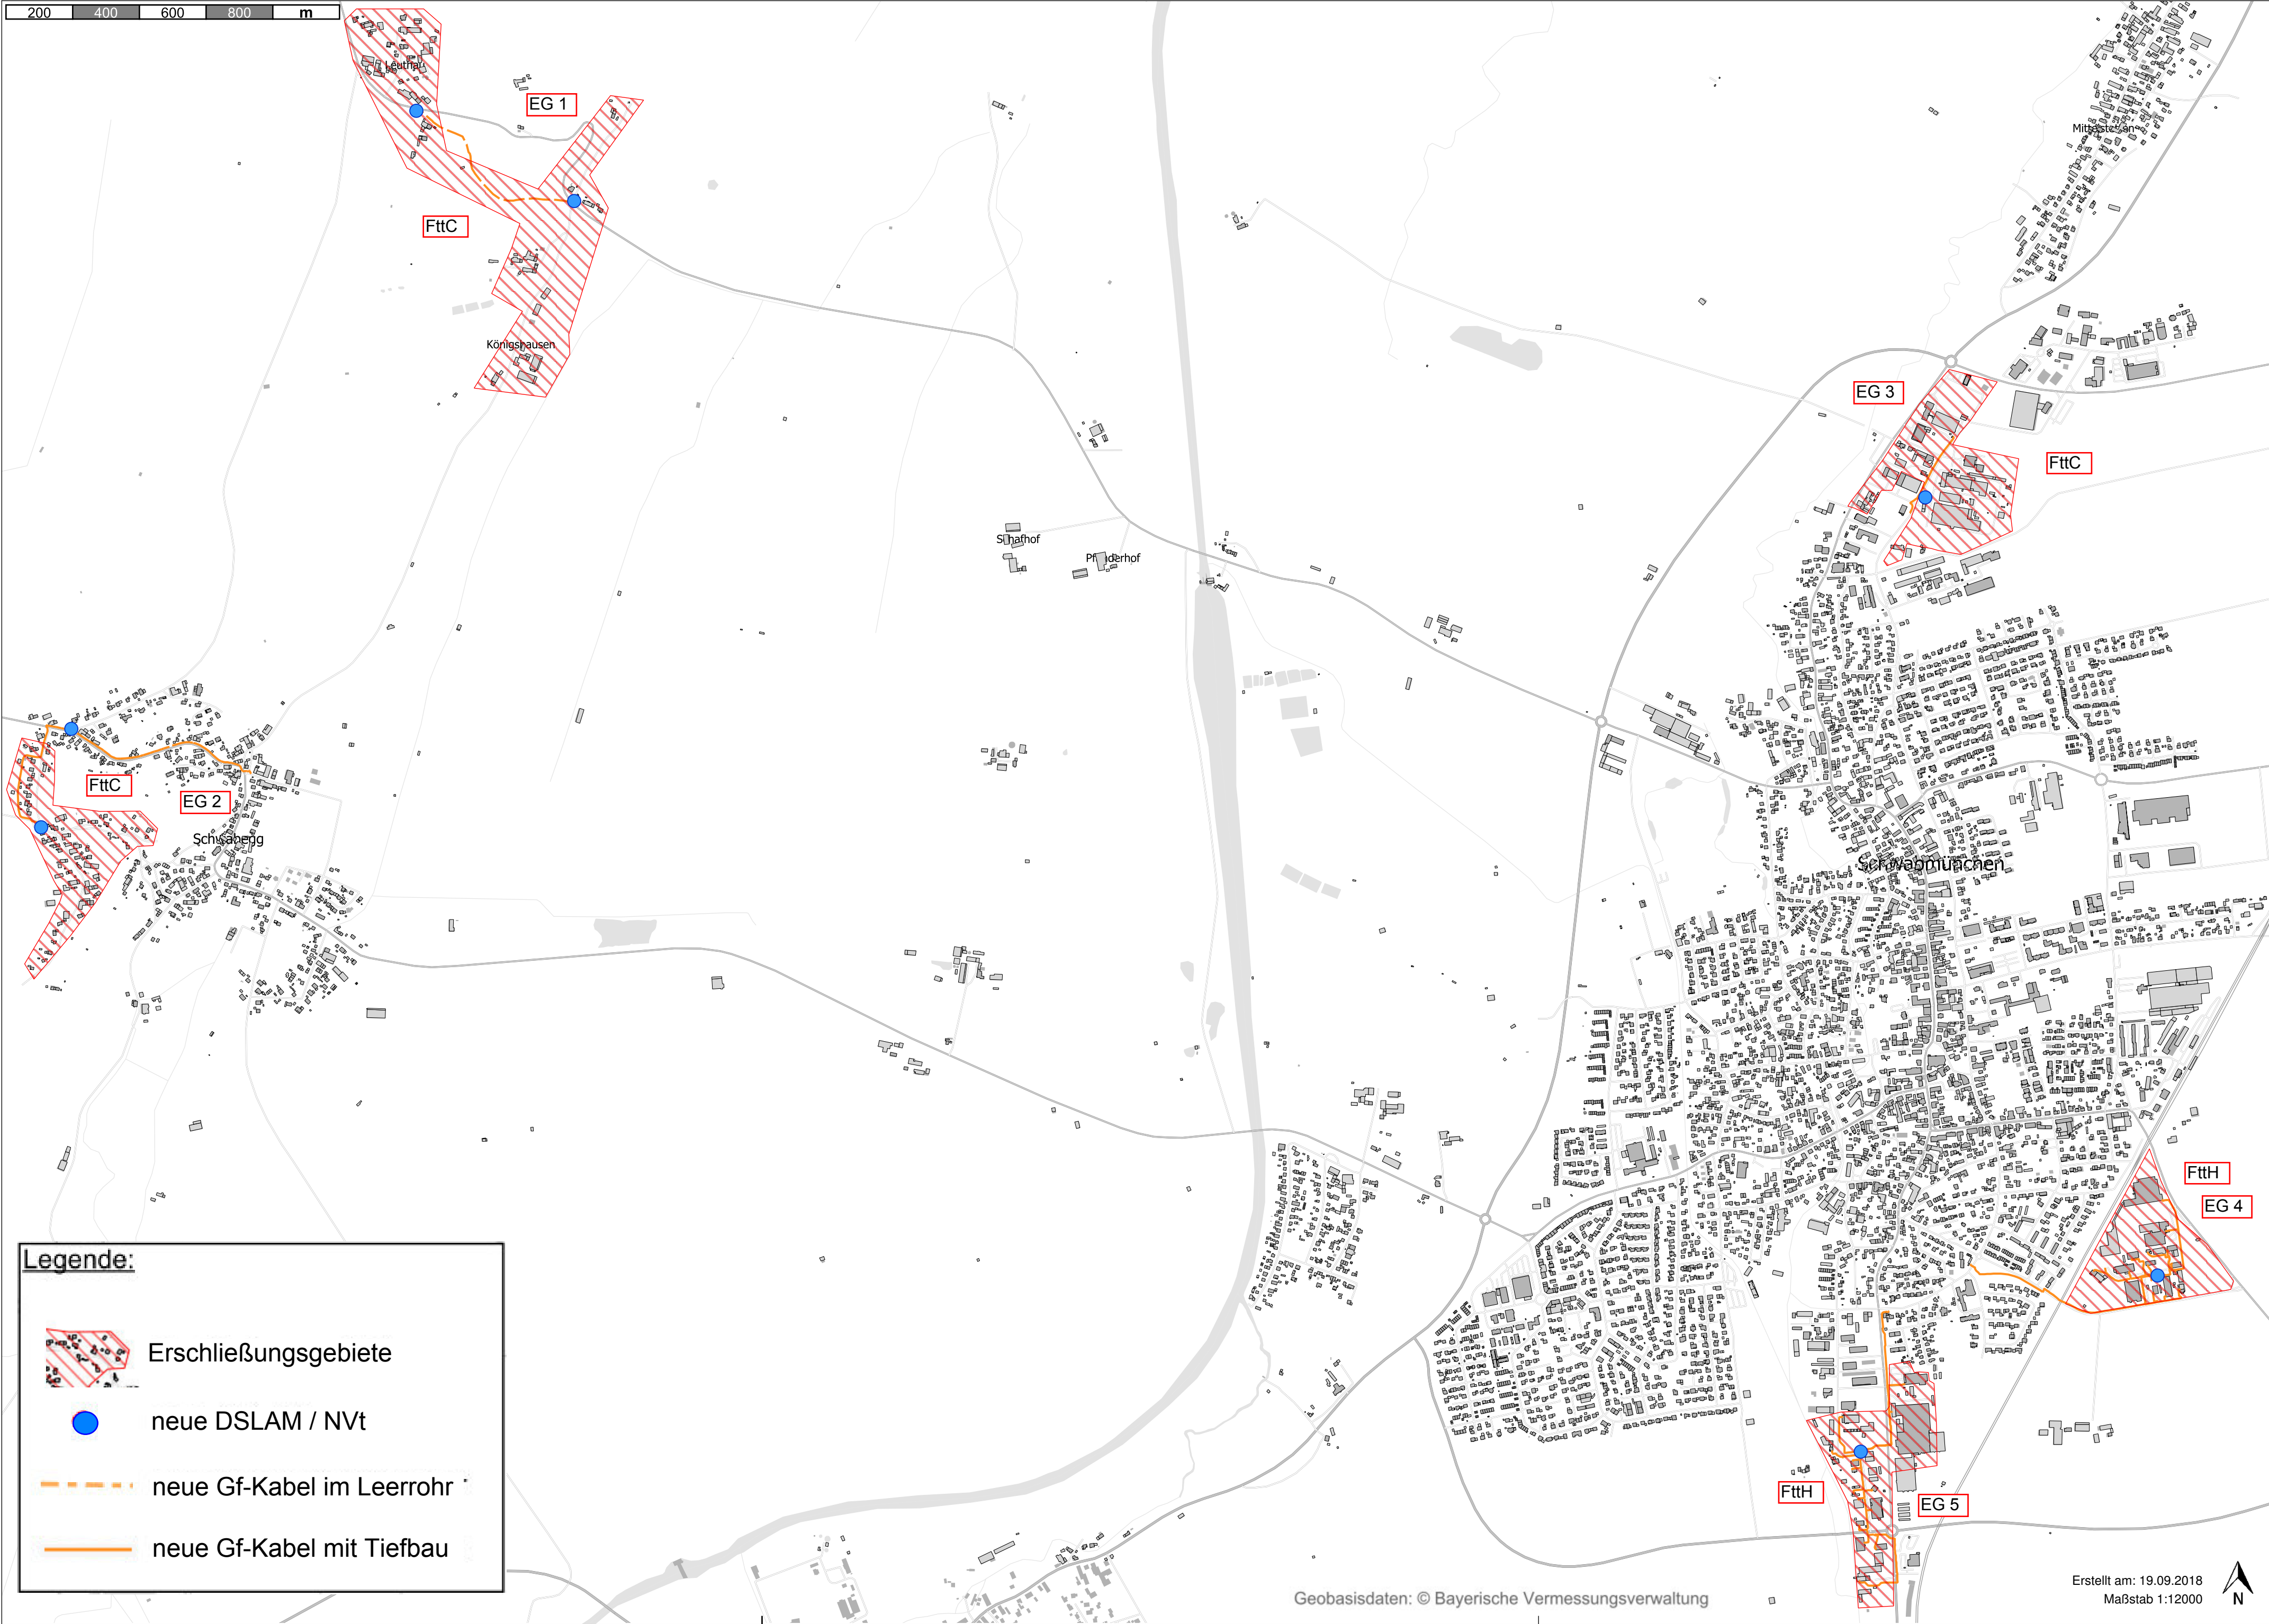 200 400 600 800 m
Leuthau
EG 1
Mittelstetten
FttC
Königshausen
EG 3
FttC
Schafhof
Pfänderhof
FttC
EG 2
Schwabegg
Schwabmünchen
FttH
EG 4
Legende:
Erschließungsgebiete
neue DSLAM / NVt
neue Gf-Kabel im Leerrohr
neue Gf-Kabel mit Tiefbau
FttH
EG 5
Erstellt am: 19.09.2018
Maßstab 1:12000
N
Geobasisdaten: © Bayerische Vermessungsverwaltung